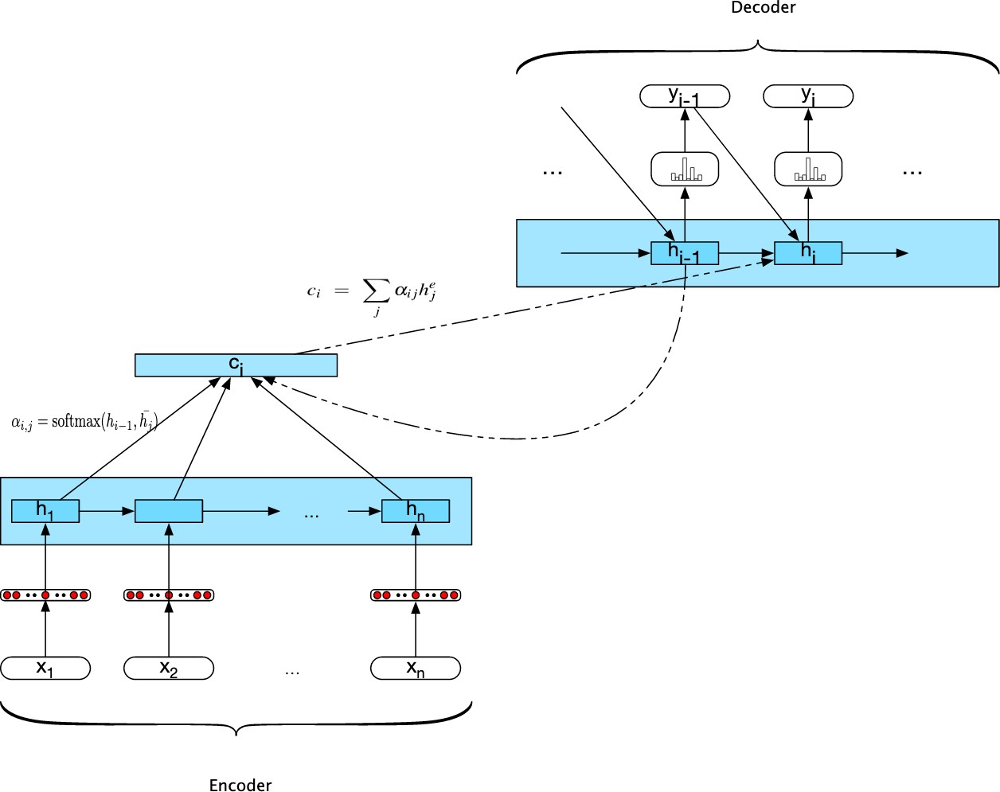 Decoder
y_{i-1} y_i
... ...
h_{i-1} h_i
c_i = ∑_j α_{ij} h_j^e
c_i
α_{i,j} = softmax(h_{i-1}, h̄_j)
h_1 ... h_n
x_1 x_2 ... x_n
Encoder